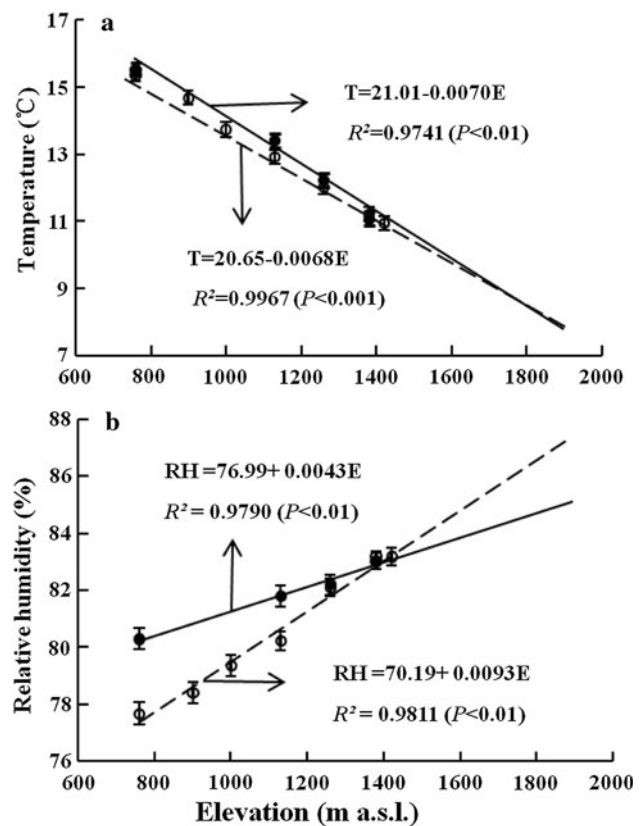 a
17
15
13
11
9
7
Temperature (℃)
T=21.01-0.0070E
R²=0.9741 (P<0.01)
T=20.65-0.0068E
R²=0.9967 (P<0.001)
600 800 1000 1200 1400 1600 1800 2000
b
88
86
84
82
80
78
76
Relative humidity (%)
RH =76.99+ 0.0043E
R² = 0.9790 (P<0.01)
RH =70.19+ 0.0093E
R² = 0.9811 (P<0.01)
600 800 1000 1200 1400 1600 1800 2000
Elevation (m a.s.l.)